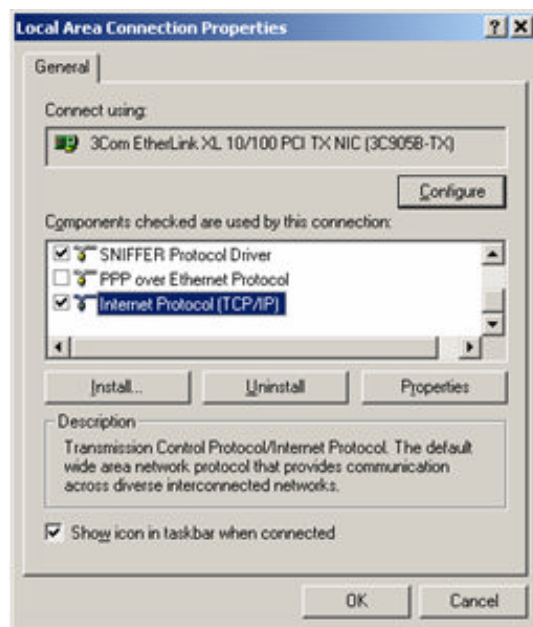 Local Area Connection Properties
General
Connect using:
3Com EtherLink XL 10/100 PCI TX NIC (3C905B-TX)
Configure
Components checked are used by this connection:
SNIFFER Protocol Driver
PPP over Ethernet Protocol
Internet Protocol (TCP/IP)
Install... Uninstall Properties
Description
Transmission Control Protocol/Internet Protocol. The default
wide area network protocol that provides communication
across diverse interconnected networks.
Show icon in taskbar when connected
OK Cancel